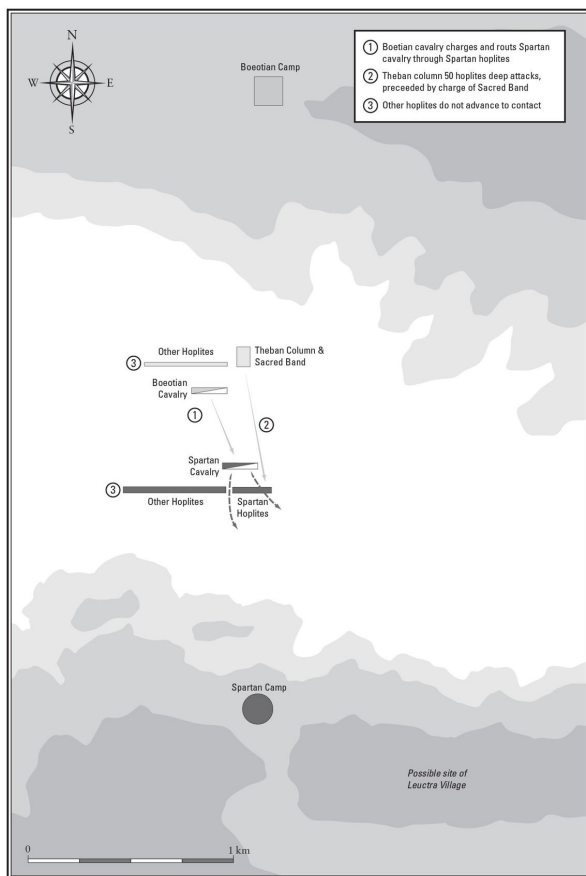 N
W E
S
Boeotian Camp
1 Boetian cavalry charges and routs Spartan
cavalry through Spartan hoplites
2 Theban column 50 hoplites deep attacks,
preceeded by charge of Sacred Band
3 Other hoplites do not advance to contact
Other Hoplites
3
Theban Column &
Sacred Band
Boeotian
Cavalry
1
2
Spartan
Cavalry
3
Other Hoplites
Spartan
Hoplites
Spartan Camp
Possible site of
Leuctra Village
0 1 km